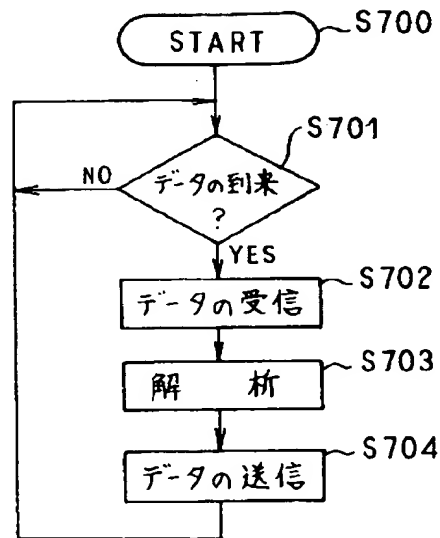 START
S700
S701
データの到来
?
NO
YES
S702
データの受信
S703
解 析
S704
データの送信